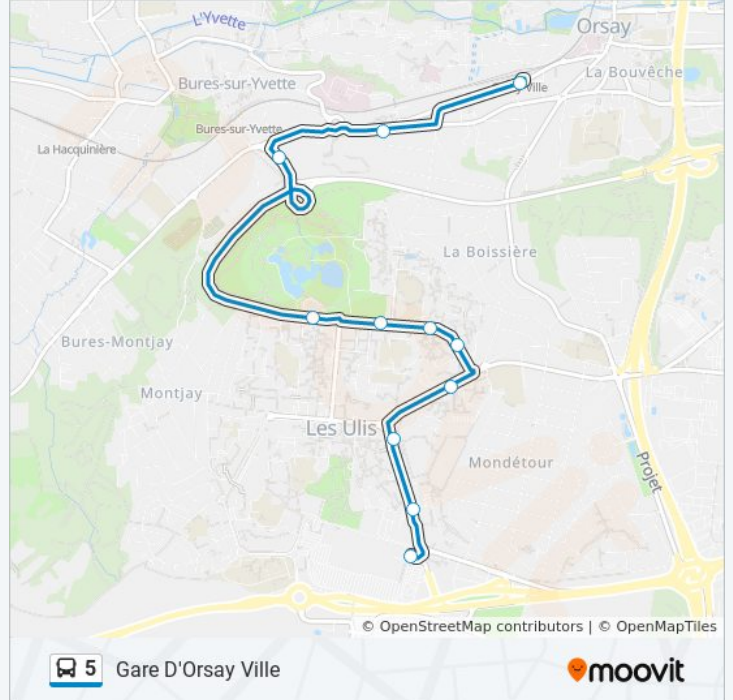 L'Yvette
Orsay
La Bouvêche
Bures-sur-Yvette
Ville
Bures-sur-Yvette
La Hacquinière
La Boissière
Bures-Montjay
Montjay
Les Ulis
Mondétour
Projet
© OpenStreetMap contributors | © OpenMapTiles
5 Gare D'Orsay Ville
moovit